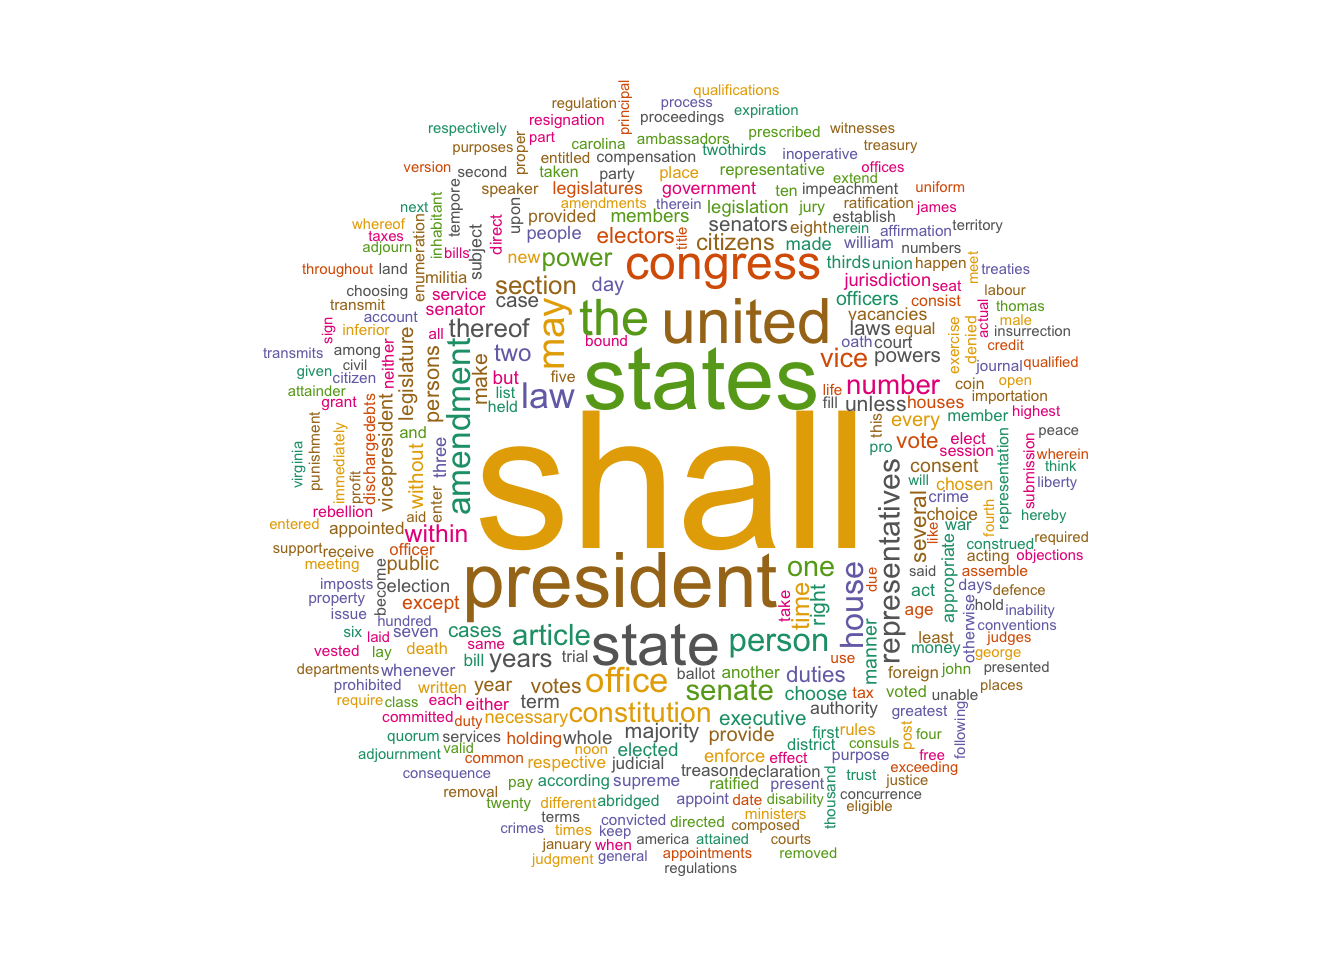 qualifications
regulation process
principal
resignation proceedings expiration
respectively part carolina ambassadors prescribed witnesses
purposes proper twothirds inoperative treasury
version second entitled compensation offices
taken party place representative extend
speaker legislatures government ten impeachment uniform
next inhabitant tempore amendments therein legislation jury ratification james
whereof upon provided members senators eight herein establish affirmation territory
taxes direct people electors title citizens made william numbers
adjourn bills subject new power congress thirds union happen meet treaties
throughout land enumeration militia section day jurisdiction seat labour
choosing service case officers consist actual thomas
transmit senator may the united vacancies male
sign account all thereof bound laws equal exercise denied insurrection
inferior neither oath court credit
transmits among legislature persons make two states vice powers journal qualified
given civil but five life number coin open
citizen list law fill unless houses importation
attainder held member highest
grant amendment shall this every peace
debts and vote elect wherein
virginia punishment immediately profit discharged vicepresident without three pro session representation submission think
consent will liberty
enter chosen
rebellion aid crime fourth hereby
entered appointed within representatives several like choice war required
support receive officer construed
meeting public president one acting objections
imposts become election house due said appropriate assemble
property except act days defence
issue hundred take time right age hold inability
six laid seven cases article state person manner least otherwise conventions
vested lay death same money judges
bill years trial use george
departments whenever office ballot another duties foreign john presented
prohibited written year votes senate choose tax voted unable places
require class each either term authority greatest
committed duty necessary constitution executive following
quorum services holding whole majority provide first rules post four
adjournment valid noon elected district consuls
common respective judicial enforce effect purpose free
consequence treason declaration exceeding
removal pay according supreme ratified present trust justice
twenty different abridged appoint date disability thousand concurrence
terms ministers eligible
crimes times convicted directed composed
keep
january when america attained courts
judgment general appointments removed
regulations